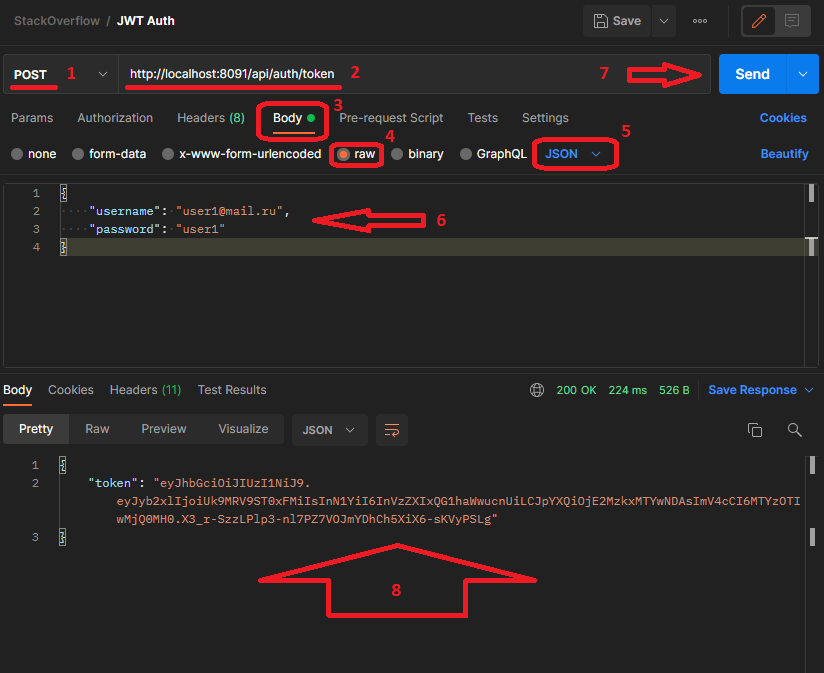 StackOverflow / JWT Auth
Save
POST 1 http://localhost:8091/api/auth/token 2 7 Send
Params Authorization Headers (8) Body 3 Pre-request Script Tests Settings Cookies
none form-data x-www-form-urlencoded raw 4 binary GraphQL JSON 5 Beautify
1 {
2 "username": "user1@mail.ru",
3 "password": "user1"
6
4 }
Body Cookies Headers (11) Test Results 200 OK 224 ms 526 B Save Response
Pretty Raw Preview Visualize JSON
1 {
2 "token": "eyJhbGciOiJIUzI1NiJ9.
eyJyb2xlIjoiUk9MRV9ST0xFMiIsInN1YiI6InVzZXIxQG1haWwucnUiLCJpYXQiOjE2MzkxMTYwNDAsImV4cCI6MTYzOTI
wMjQ0MH0.X3_r-SzzLPlp3-nl7PZ7VOJmYDhCh5XiX6-sKVyPSLg"
3 }
8